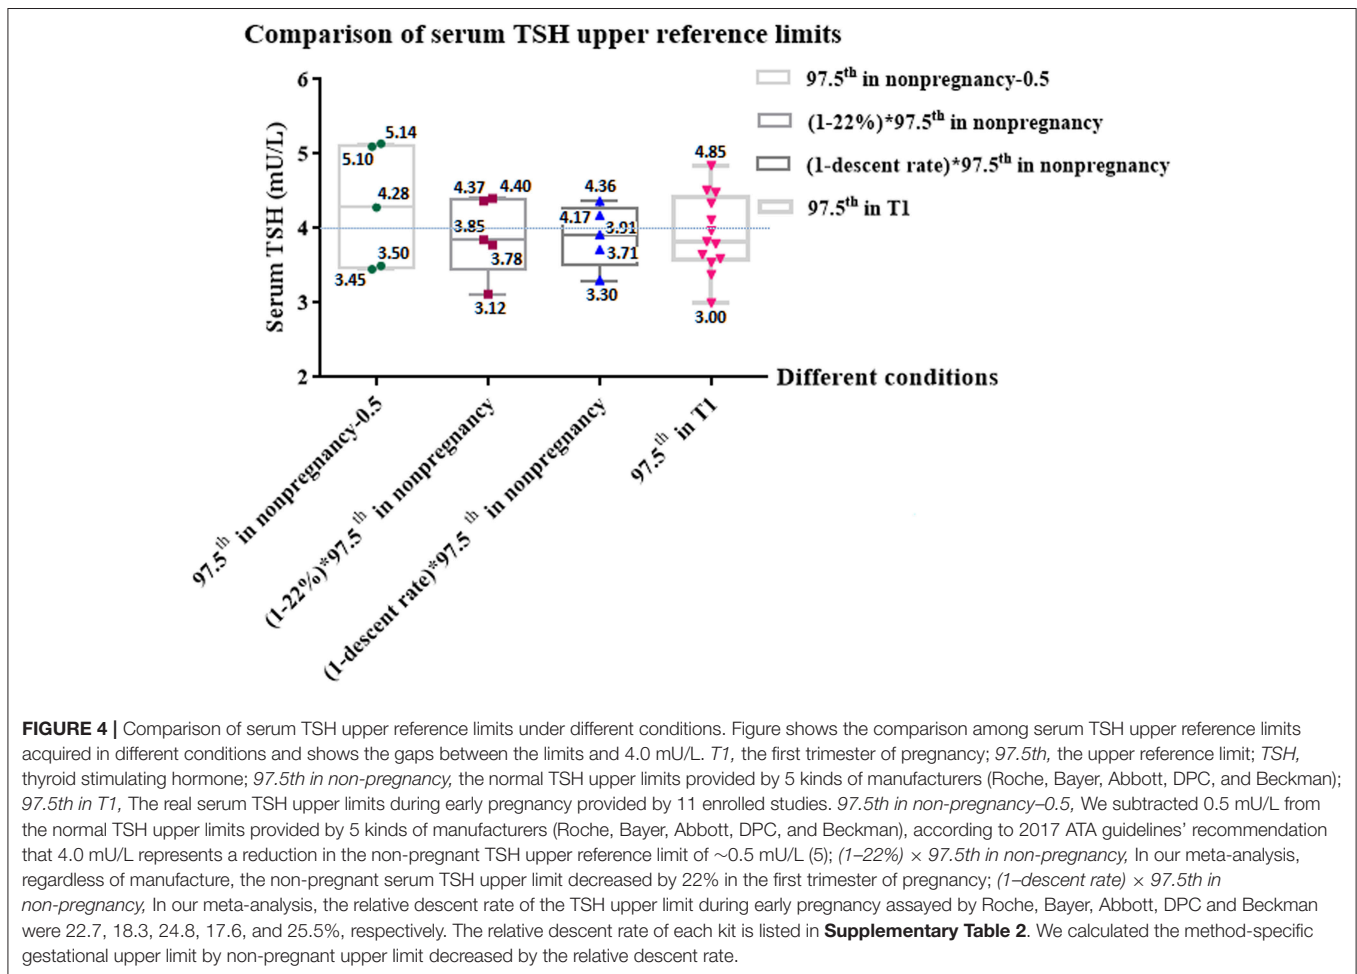 Comparison of serum TSH upper reference limits
97.5th in nonpregnancy-0.5
(1-22%)*97.5th in nonpregnancy
(1-descent rate)*97.5th in nonpregnancy
97.5th in T1
Serum TSH (mU/L)
6
5
4
3
2
5.14
5.10
4.28
3.50
3.45
4.37
4.40
3.85
3.78
3.12
4.36
4.17
3.91
3.71
3.30
4.85
3.00
Different conditions
97.5th in nonpregnancy-0.5
(1-22%)*97.5th in nonpregnancy
(1-descent rate)*97.5th in nonpregnancy
97.5th in T1
FIGURE 4 | Comparison of serum TSH upper reference limits under different conditions. Figure shows the comparison among serum TSH upper reference limits
acquired in different conditions and shows the gaps between the limits and 4.0 mU/L. T1, the first trimester of pregnancy; 97.5th, the upper reference limit; TSH,
thyroid stimulating hormone; 97.5th in non-pregnancy, the normal TSH upper limits provided by 5 kinds of manufacturers (Roche, Bayer, Abbott, DPC, and Beckman);
97.5th in T1, The real serum TSH upper limits during early pregnancy provided by 11 enrolled studies. 97.5th in non-pregnancy–0.5, We subtracted 0.5 mU/L from
the normal TSH upper limits provided by 5 kinds of manufacturers (Roche, Bayer, Abbott, DPC, and Beckman), according to 2017 ATA guidelines' recommendation
that 4.0 mU/L represents a reduction in the non-pregnant TSH upper reference limit of ~0.5 mU/L (5); (1–22%) × 97.5th in non-pregnancy, In our meta-analysis,
regardless of manufacture, the non-pregnant serum TSH upper limit decreased by 22% in the first trimester of pregnancy; (1–descent rate) × 97.5th in
non-pregnancy, In our meta-analysis, the relative descent rate of the TSH upper limit during early pregnancy assayed by Roche, Bayer, Abbott, DPC and Beckman
were 22.7, 18.3, 24.8, 17.6, and 25.5%, respectively. The relative descent rate of each kit is listed in Supplementary Table 2. We calculated the method-specific
gestational upper limit by non-pregnant upper limit decreased by the relative descent rate.